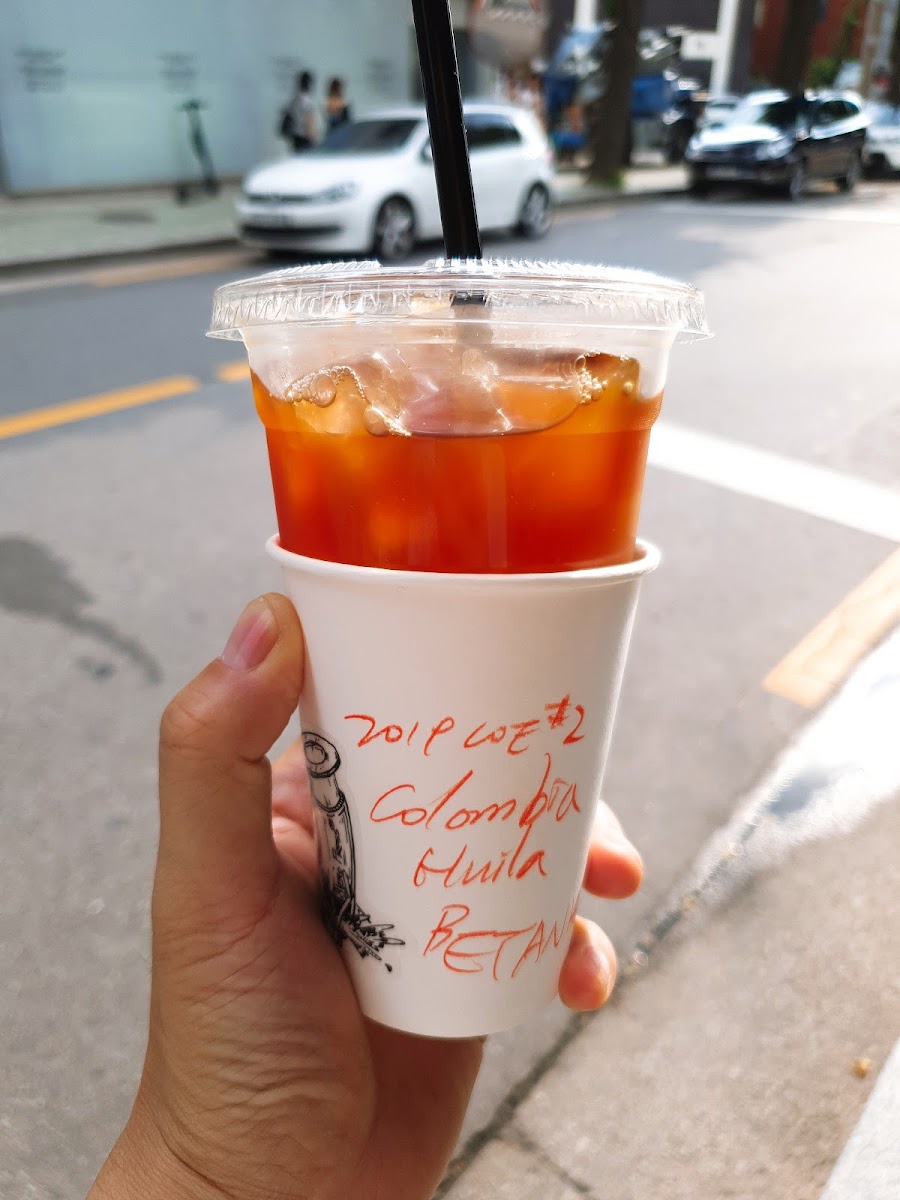 2019 COE #2
Colombia
Huila
BETAN